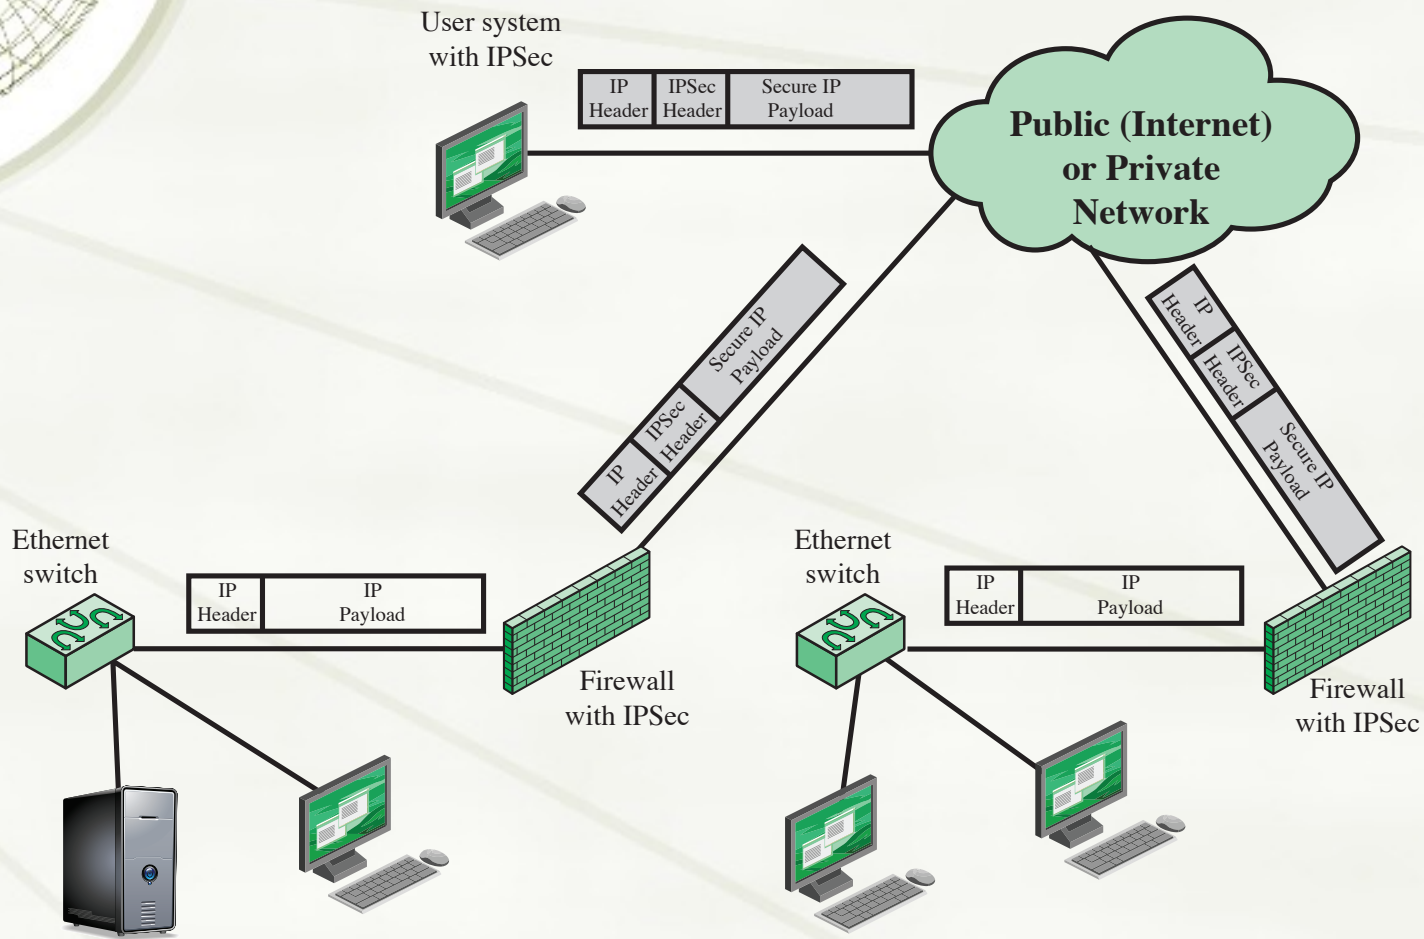 User system
with IPSec
IP
Header
IPSec
Header
Secure IP
Payload
Public (Internet)
or Private
Network
IP
Header
IPSec
Header
Secure IP
Payload
IP
Header
IPSec
Header
Secure IP
Payload
Ethernet
switch
IP
Header
IP
Payload
Firewall
with IPSec
Ethernet
switch
IP
Header
IP
Payload
Firewall
with IPSec